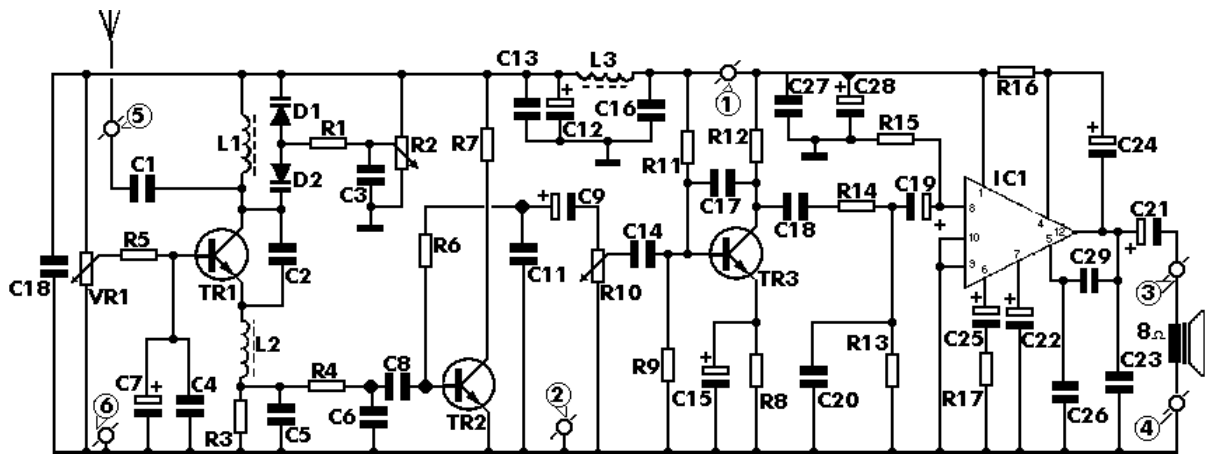 C13
L3
C27
C28
R16
5
D1
R1
R2
C12
C16
1
R12
R15
C24
L1
R7
R11
C1
D2
C3
C9
C17
C19
IC1
1
8
4
12
C21
R5
C2
R6
C14
C18
R14
10
9
7
5
6
C29
C18
VR1
TR1
C11
R10
TR3
3
L2
C25
C22
8Ω
C7
C4
R4
C8
R9
R13
C23
6
2
C15
R8
R17
4
R3
C5
C6
TR2
C20
C26